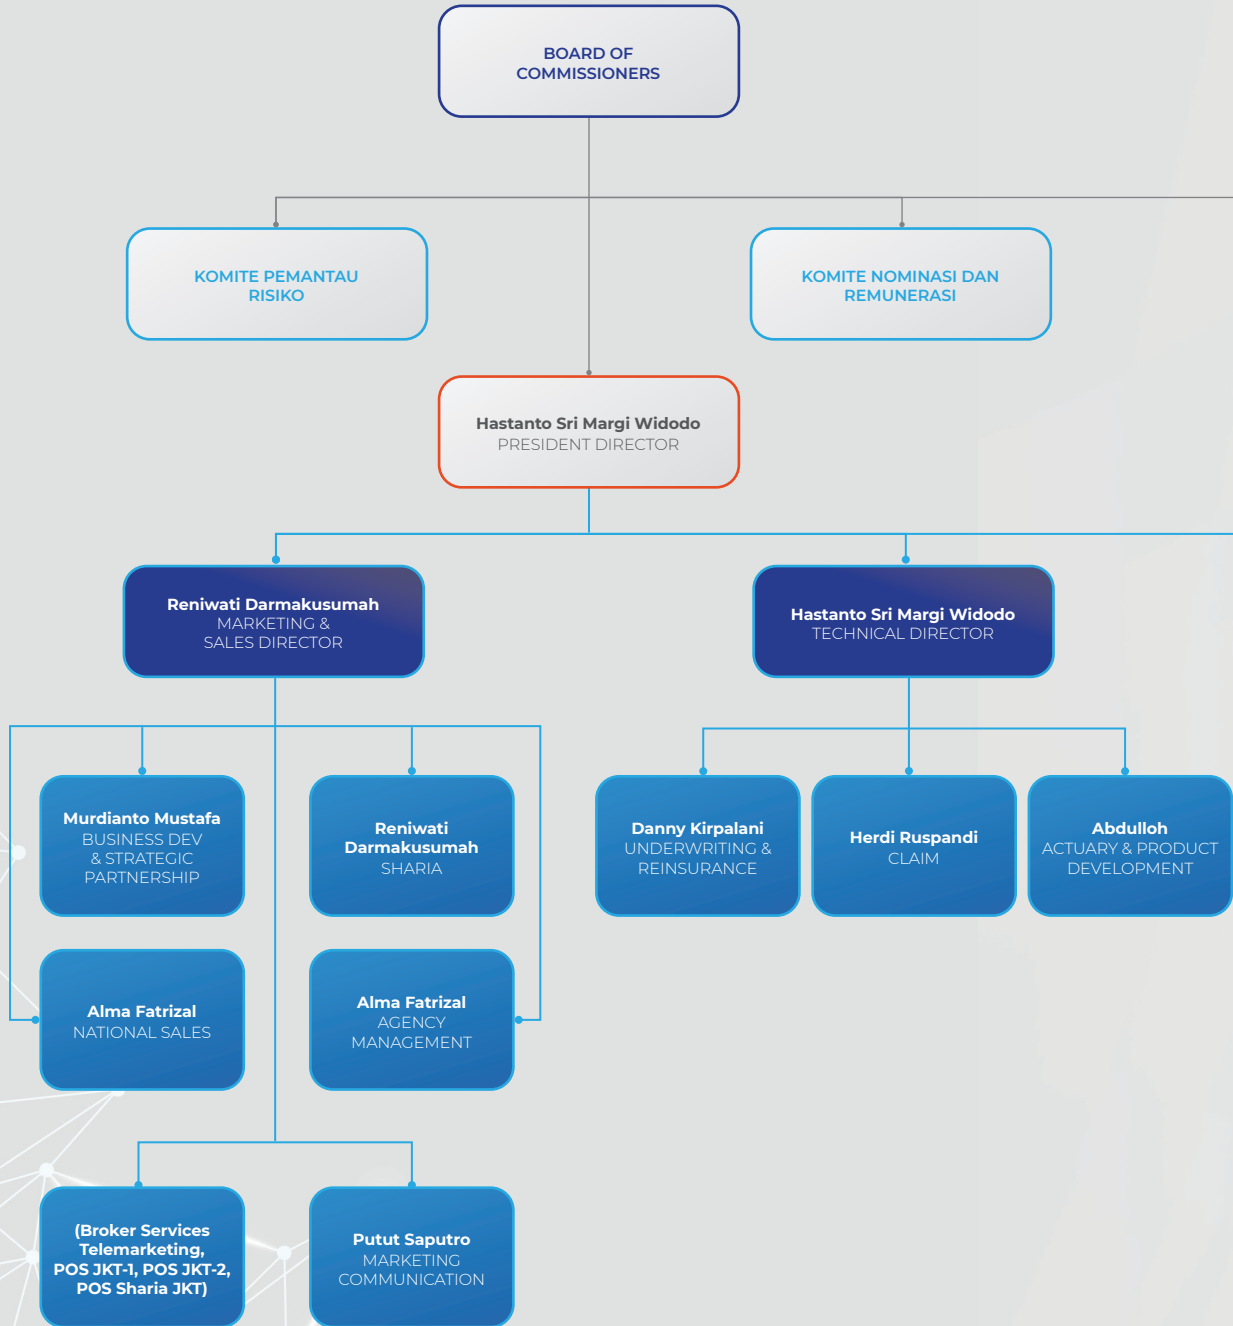 BOARD OF
COMMISSIONERS
KOMITE PEMANTAU
RISIKO
KOMITE NOMINASI DAN
REMUNERASI
Hastanto Sri Margi Widodo
PRESIDENT DIRECTOR
Reniwati Darmakusumah
MARKETING &
SALES DIRECTOR
Hastanto Sri Margi Widodo
TECHNICAL DIRECTOR
Murdianto Mustafa
BUSINESS DEV
& STRATEGIC
PARTNERSHIP
Reniwati
Darmakusumah
SHARIA
Danny Kirpalani
UNDERWRITING &
REINSURANCE
Herdi Ruspandi
CLAIM
Abdulloh
ACTUARY & PRODUCT
DEVELOPMENT
Alma Fatrizal
NATIONAL SALES
Alma Fatrizal
AGENCY
MANAGEMENT
(Broker Services
Telemarketing,
POS JKT-1, POS JKT-2,
POS Sharia JKT)
Putut Saputro
MARKETING
COMMUNICATION